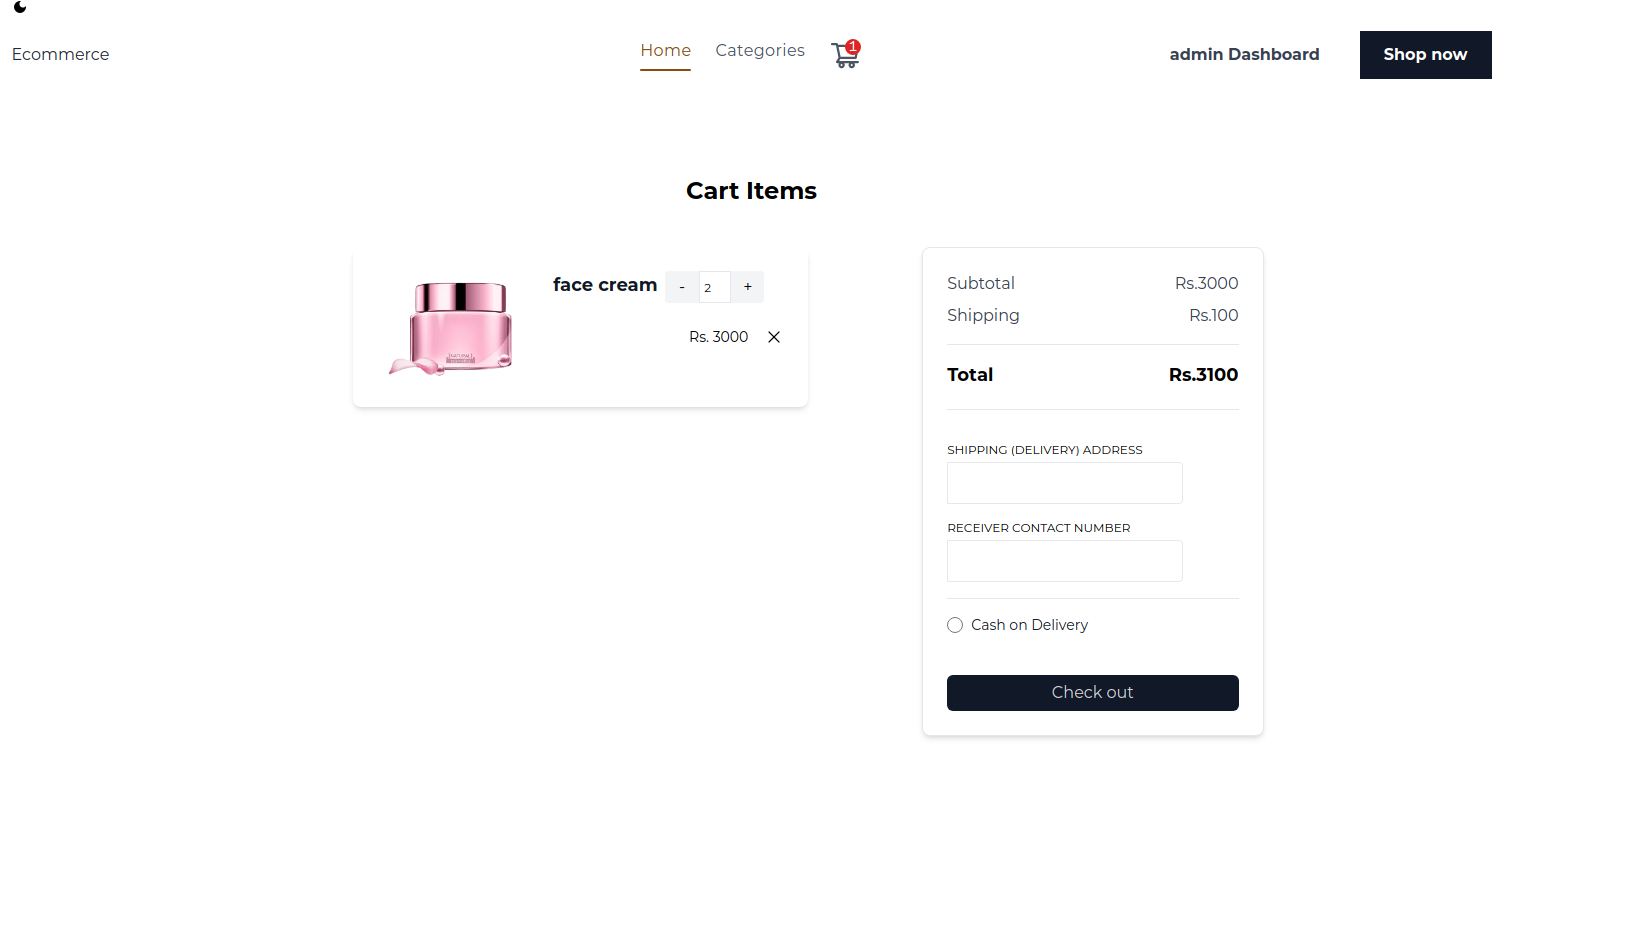 Ecommerce
Home
Categories
1
admin Dashboard
Shop now
Cart Items
face cream
-
2
+
Rs. 3000
Subtotal
Rs.3000
Shipping
Rs.100
Total
Rs.3100
SHIPPING (DELIVERY) ADDRESS
RECEIVER CONTACT NUMBER
Cash on Delivery
Check out